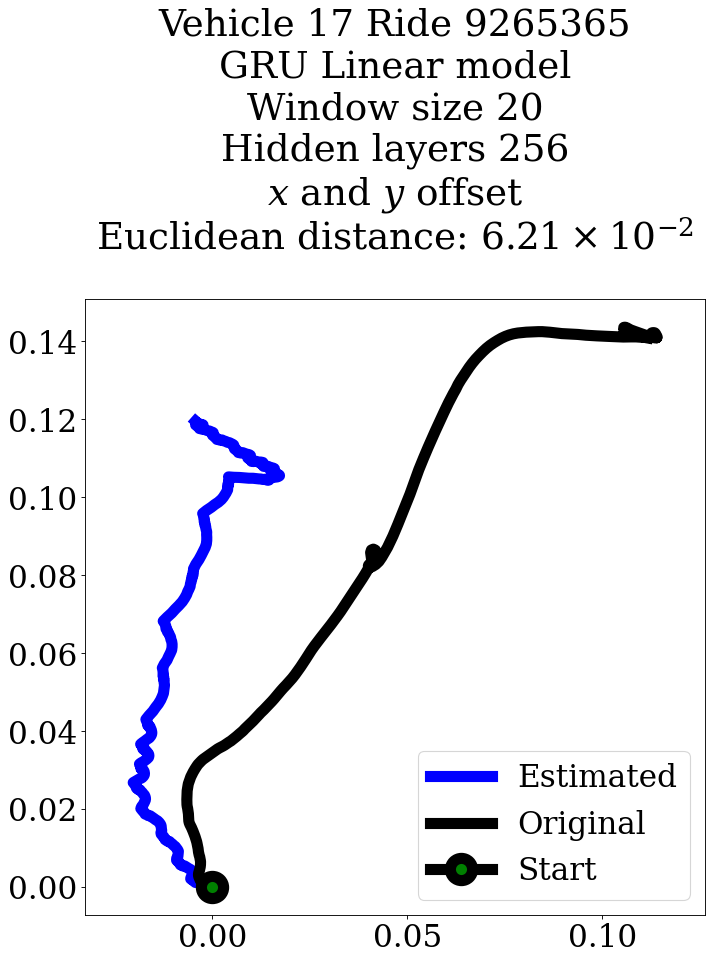 Vehicle 17 Ride 9265365
GRU Linear model
Window size 20
Hidden layers 256
x and y offset
Euclidean distance: 6.21 × 10⁻²
0.14
0.12
0.10
0.08
0.06
0.04
0.02
0.00
Estimated
Original
Start
0.00 0.05 0.10